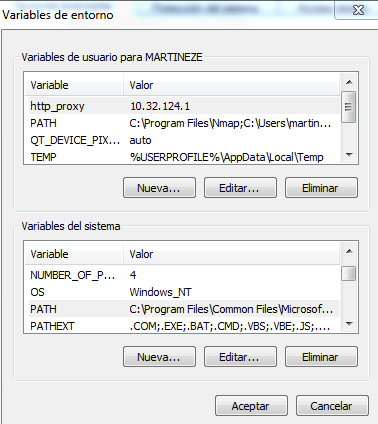 Variables de entorno
Variables de usuario para MARTINEZE
Variable Valor
http_proxy 10.32.124.1
PATH C:\Program Files\Nmap;C:\Users\martin...
QT_DEVICE_PIX... auto
TEMP %USERPROFILE%\AppData\Local\Temp
Nueva... Editar... Eliminar
Variables del sistema
Variable Valor
NUMBER_OF_P... 4
OS Windows_NT
PATH C:\Program Files\Common Files\Microsof...
PATHEXT .COM;.EXE;.BAT;.CMD;.VBS;.VBE;.JS;....
Nueva... Editar... Eliminar
Aceptar Cancelar